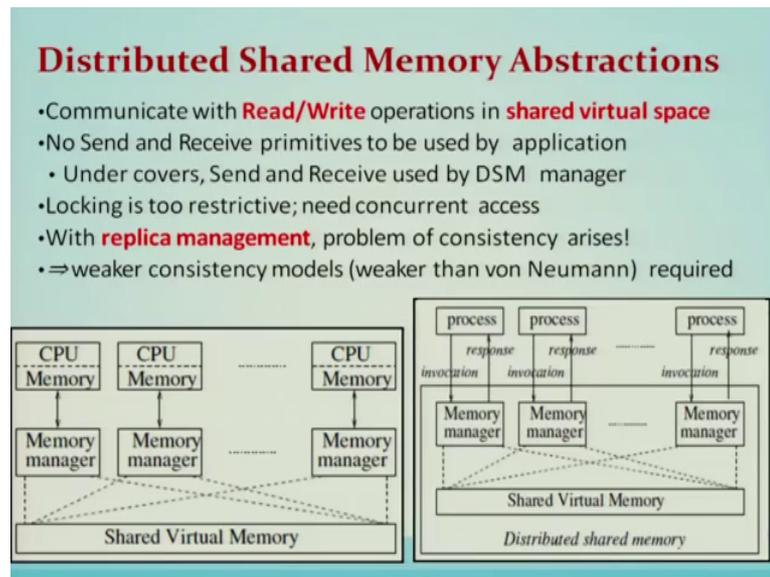 Distributed Shared Memory Abstractions
•Communicate with Read/Write operations in shared virtual space
•No Send and Receive primitives to be used by application
• Under covers, Send and Receive used by DSM manager
•Locking is too restrictive; need concurrent access
•With replica management, problem of consistency arises!
•⇒weaker consistency models (weaker than von Neumann) required
CPU CPU CPU
Memory Memory Memory
Memory Memory Memory
manager manager manager
Shared Virtual Memory
process process process
response response response
invocation invocation invocation
Memory Memory Memory
manager manager manager
Shared Virtual Memory
Distributed shared memory